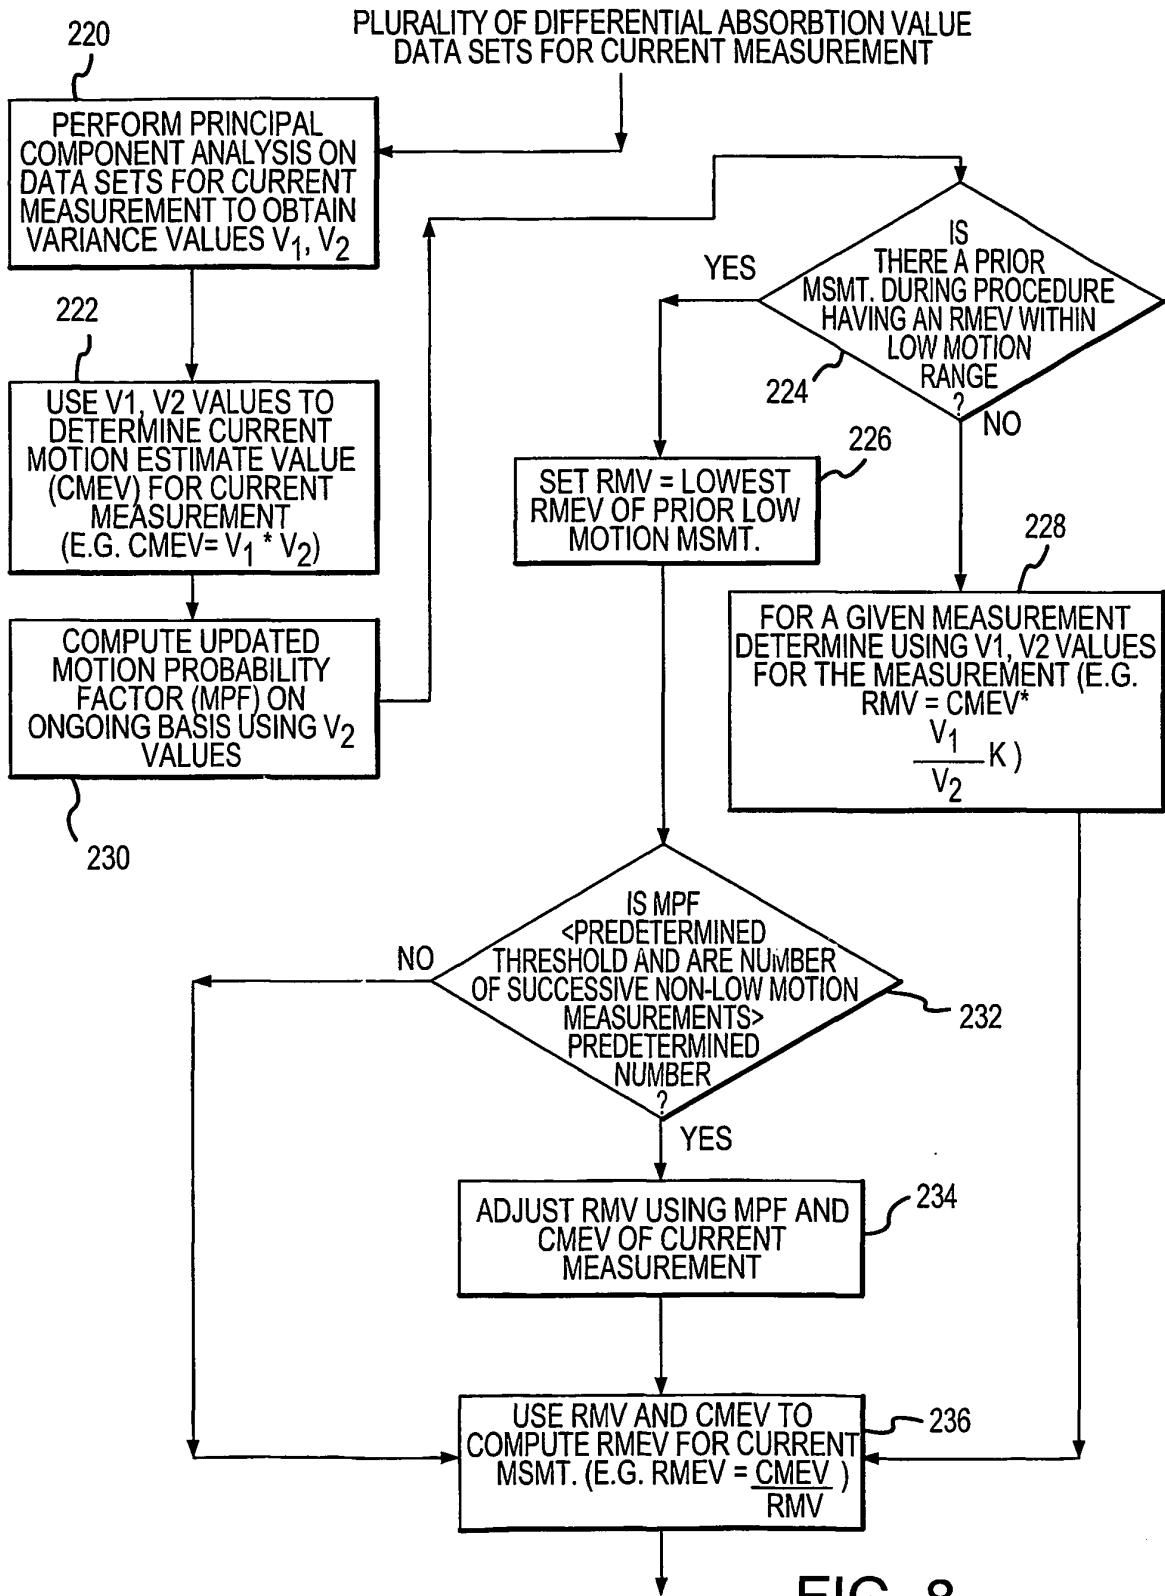 PLURALITY OF DIFFERENTIAL ABSORBTION VALUE
DATA SETS FOR CURRENT MEASUREMENT
220
PERFORM PRINCIPAL
COMPONENT ANALYSIS ON
DATA SETS FOR CURRENT
MEASUREMENT TO OBTAIN
VARIANCE VALUES V1, V2
222
USE V1, V2 VALUES TO
DETERMINE CURRENT
MOTION ESTIMATE VALUE
(CMEV) FOR CURRENT
MEASUREMENT
(E.G. CMEV= V1 * V2)
COMPUTE UPDATED
MOTION PROBABILITY
FACTOR (MPF) ON
ONGOING BASIS USING V2
VALUES
230
IS
THERE A PRIOR
MSMT. DURING PROCEDURE
HAVING AN RMEV WITHIN
LOW MOTION
RANGE
?
224
YES
NO
226
SET RMV = LOWEST
RMEV OF PRIOR LOW
MOTION MSMT.
228
FOR A GIVEN MEASUREMENT
DETERMINE USING V1, V2 VALUES
FOR THE MEASUREMENT (E.G.
RMV = CMEV*
V1
K )
V2
IS MPF
<PREDETERMINED
THRESHOLD AND ARE NUMBER
OF SUCCESSIVE NON-LOW MOTION
MEASUREMENTS>
PREDETERMINED
NUMBER
?
232
NO
YES
234
ADJUST RMV USING MPF AND
CMEV OF CURRENT
MEASUREMENT
236
USE RMV AND CMEV TO
COMPUTE RMEV FOR CURRENT
MSMT. (E.G. RMEV = CMEV )
RMV
FIG. 8